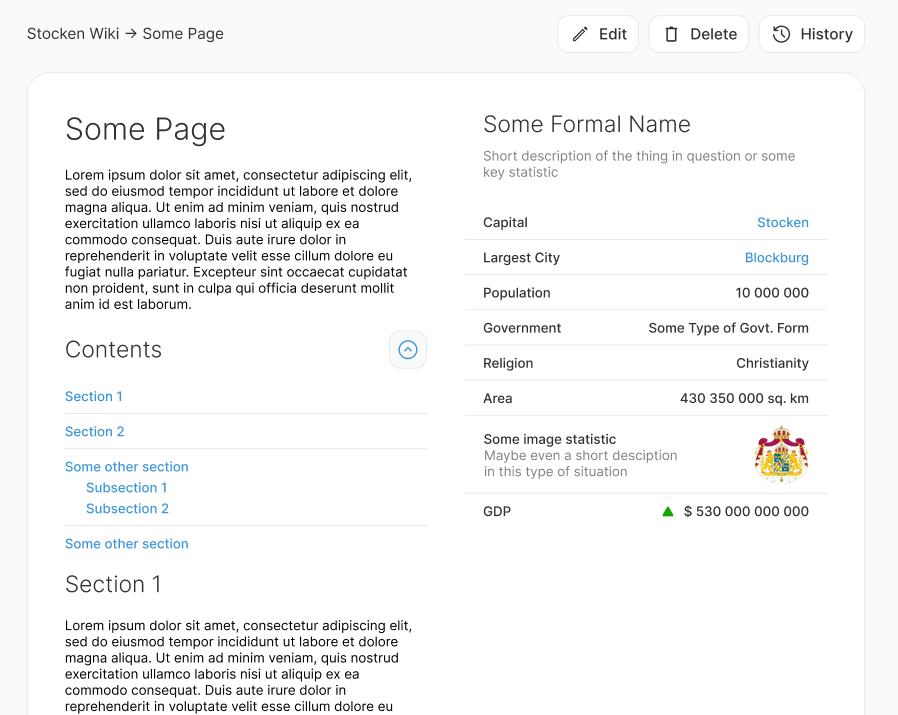 Stocken Wiki → Some Page
Edit
Delete
History
Some Page
Lorem ipsum dolor sit amet, consectetur adipiscing elit,
sed do eiusmod tempor incididunt ut labore et dolore
magna aliqua. Ut enim ad minim veniam, quis nostrud
exercitation ullamco laboris nisi ut aliquip ex ea
commodo consequat. Duis aute irure dolor in
reprehenderit in voluptate velit esse cillum dolore eu
fugiat nulla pariatur. Excepteur sint occaecat cupidatat
non proident, sunt in culpa qui officia deserunt mollit
anim id est laborum.
Contents
Section 1
Section 2
Some other section
Subsection 1
Subsection 2
Some other section
Section 1
Lorem ipsum dolor sit amet, consectetur adipiscing elit,
sed do eiusmod tempor incididunt ut labore et dolore
magna aliqua. Ut enim ad minim veniam, quis nostrud
exercitation ullamco laboris nisi ut aliquip ex ea
commodo consequat. Duis aute irure dolor in
reprehenderit in voluptate velit esse cillum dolore eu
Some Formal Name
Short description of the thing in question or some
key statistic
Capital Stocken
Largest City Blockburg
Population 10 000 000
Government Some Type of Govt. Form
Religion Christianity
Area 430 350 000 sq. km
Some image statistic
Maybe even a short desciption
in this type of situation
GDP ▲ $ 530 000 000 000